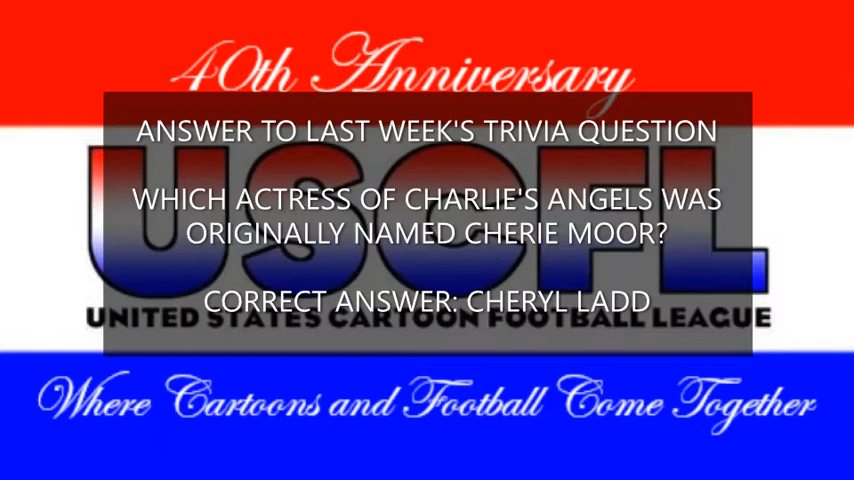 40th Anniversary
ANSWER TO LAST WEEK'S TRIVIA QUESTION
WHICH ACTRESS OF CHARLIE'S ANGELS WAS
ORIGINALLY NAMED CHERIE MOOR?
USCFL
CORRECT ANSWER: CHERYL LADD
UNITED STATES CARTOON FOOTBALL LEAGUE
Where Cartoons and Football Come Together